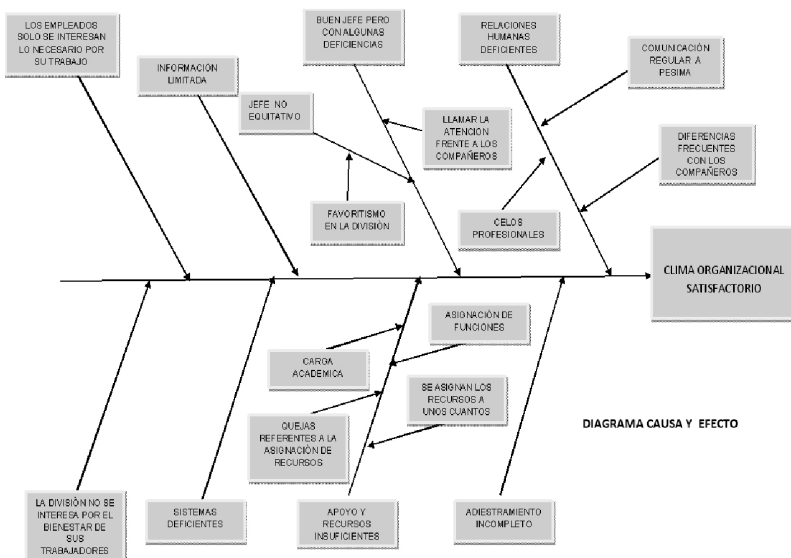 LOS EMPLEADOS
SOLO SE INTERESAN
LO NECESARIO POR
SU TRABAJO
INFORMACION
LIMITADA
BUEN JEFE PERO
CON ALGUNAS
DEFICIENCIAS
RELACIONES
HUMANAS
DEFICIENTES
COMUNICACIÓN
REGULAR A
PESIMA
JEFE NO
EQUITATIVO
LLAMAR LA
ATENCION
FRENTE A LOS
COMPAÑEROS
DIFERENCIAS
FRECUENTES
CON LOS
COMPAÑEROS
FAVORITISMO
EN LA DIVISIÓN
CELOS
PROFESIONALES
CLIMA ORGANIZACIONAL
SATISFACTORIO
ASIGNACIÓN DE
FUNCIONES
CARGA
ACADEMICA
SE ASIGNAN LOS
RECURSOS A
UNOS CUANTOS
QUEJAS
REFERENTES A LA
ASIGNACIÓN DE
RECURSOS
DIAGRAMA CAUSA Y EFECTO
LA DIVISIÓN NO SE
INTERESA POR EL
BIENESTAR DE
SUS
TRABAJADORES
SISTEMAS
DEFICIENTES
APOYO Y
RECURSOS
INSUFICIENTES
ADIESTRAMIENTO
INCOMPLETO